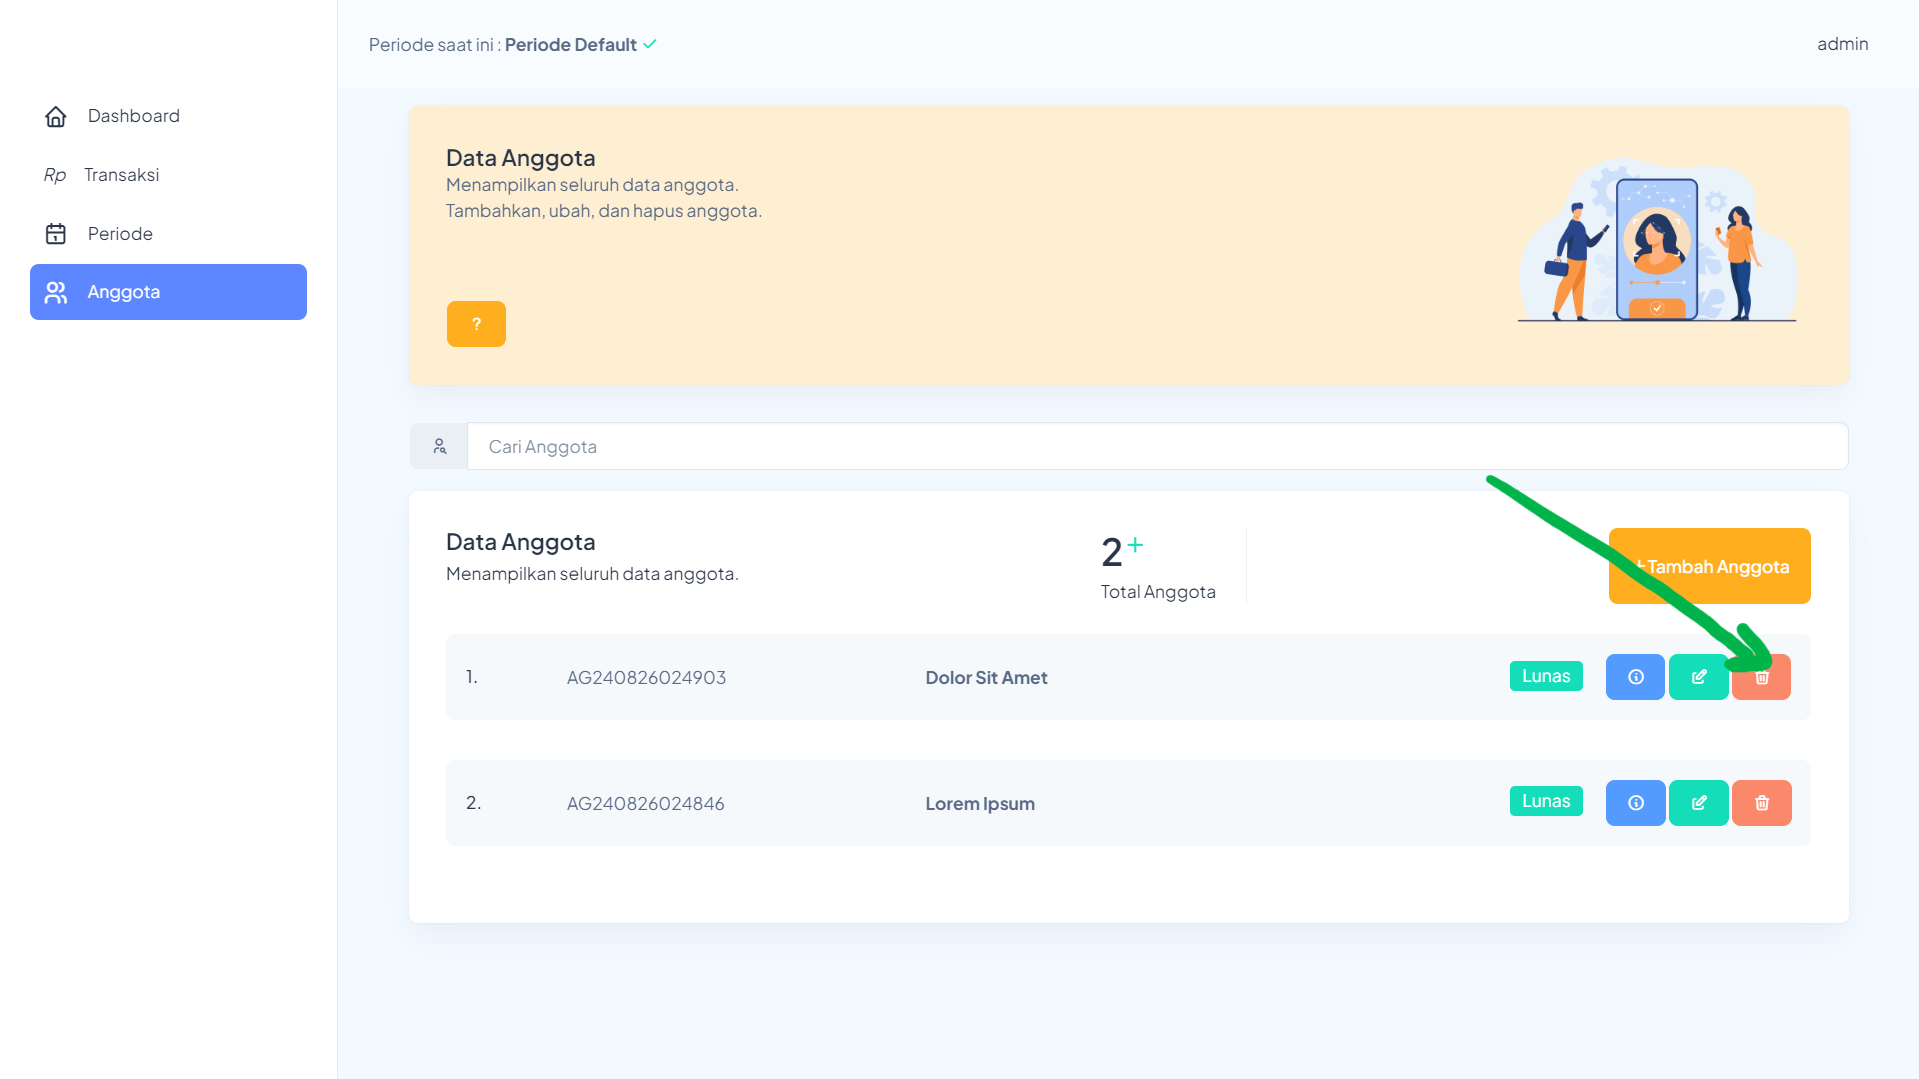 Periode saat ini : Periode Default
admin
Dashboard
Rp Transaksi
Periode
Anggota
Data Anggota
Menampilkan seluruh data anggota.
Tambahkan, ubah, dan hapus anggota.
?
Cari Anggota
Data Anggota
Menampilkan seluruh data anggota.
2+
Total Anggota
+Tambah Anggota
1. AG240826024903 Dolor Sit Amet Lunas
2. AG240826024846 Lorem Ipsum Lunas